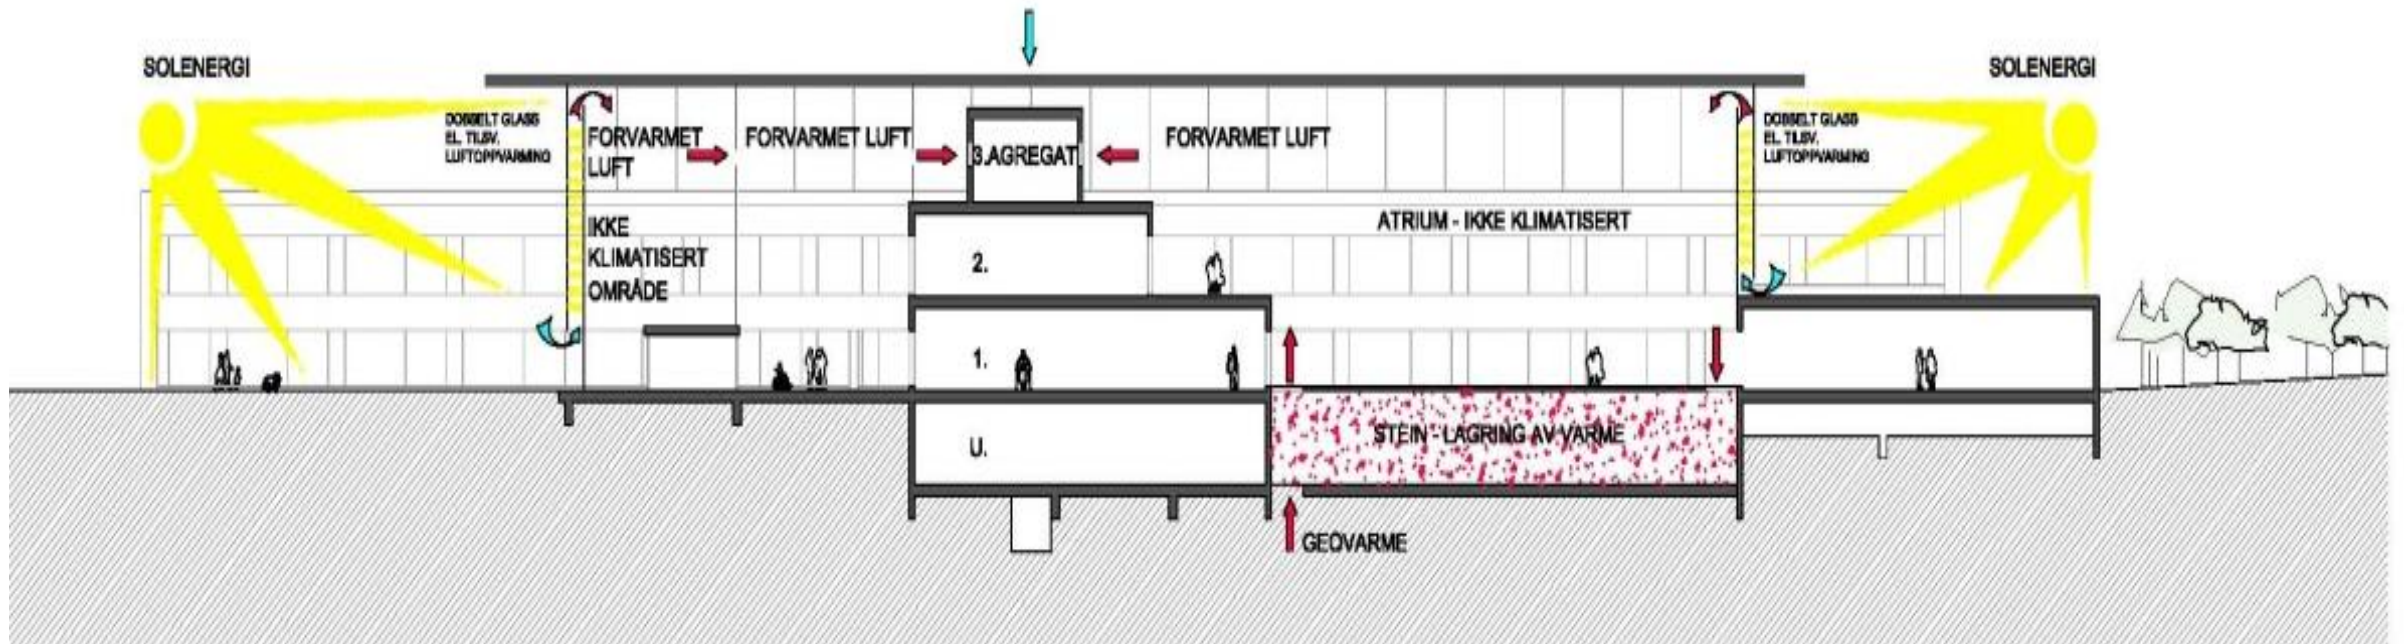 SOLENERGI
SOLENERGI
DOBBELT GLASS
EL. TILSV.
LUFTOPPVARMING
FORVARMET
LUFT
FORVARMET LUFT
3.AGREGAT
FORVARMET LUFT
DOBBELT GLASS
EL. TILSV.
LUFTOPPVARMING
IKKE
KLIMATISERT
OMRÅDE
ATRIUM - IKKE KLIMATISERT
2.
1.
U.
STEIN - LAGRING AV VARME
GEOVARME